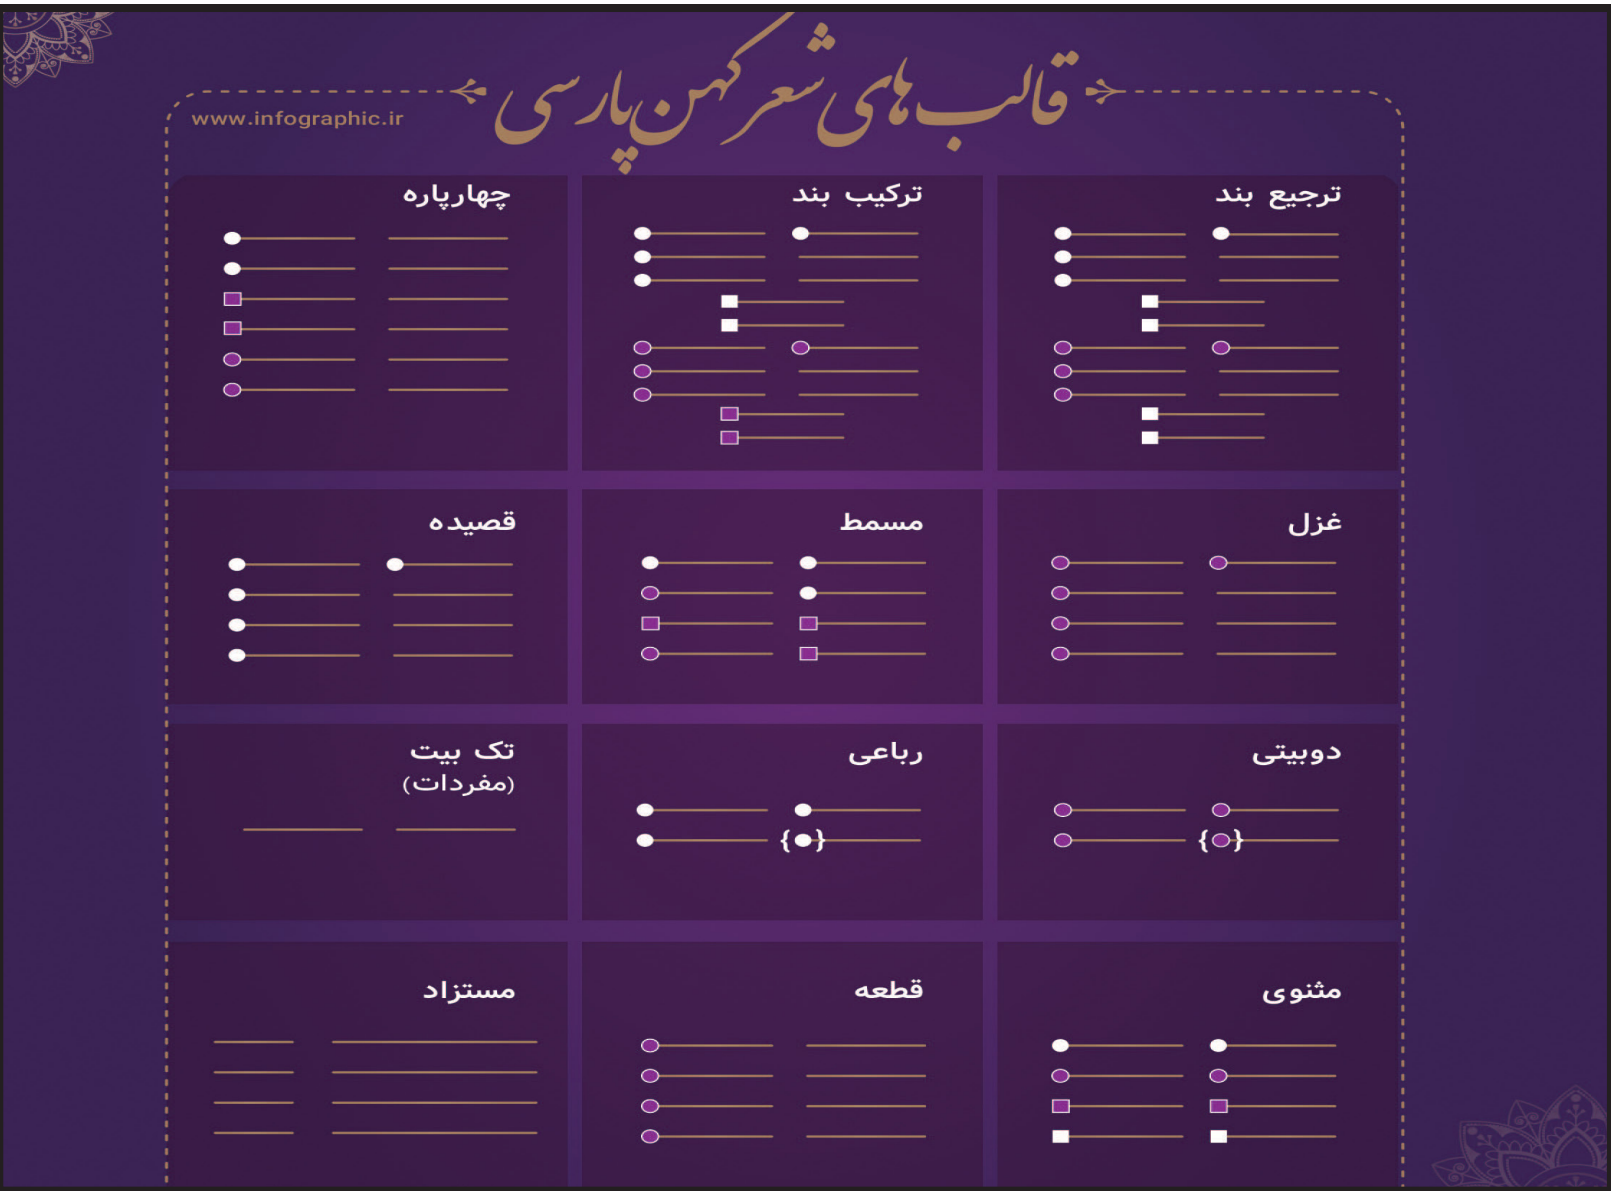 قالب‌های شعر کهن پارسی
www.infographic.ir
ترجیع بند
ترکیب بند
چهارپاره
غزل
مسمط
قصیده
دوبیتی
{ }
رباعی
{ }
تک بیت
(مفردات)
مثنوی
قطعه
مستزاد